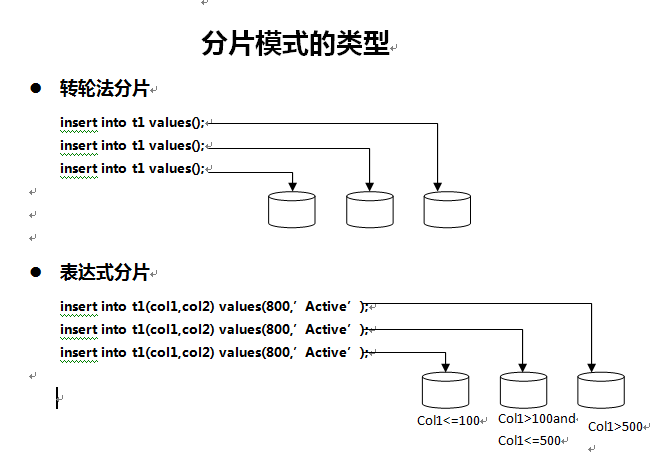 分片模式的类型
转轮法分片
insert into t1 values();
insert into t1 values();
insert into t1 values();
表达式分片
insert into t1(col1,col2) values(800,’Active’);
insert into t1(col1,col2) values(800,’Active’);
insert into t1(col1,col2) values(800,’Active’);
Col1<=100
Col1>100and
Col1<=500
Col1>500